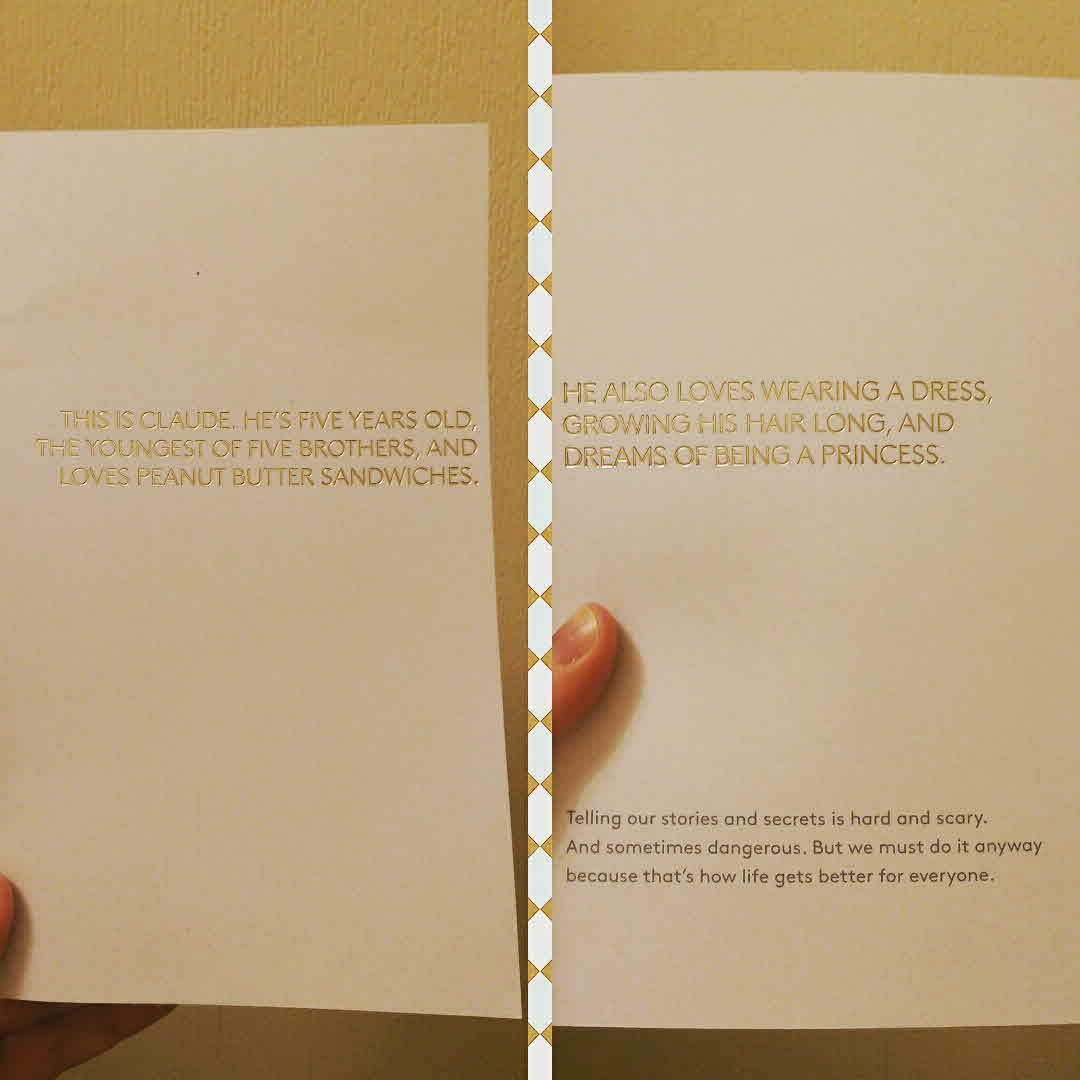 THIS IS CLAUDE. HE'S FIVE YEARS OLD,
THE YOUNGEST OF FIVE BROTHERS, AND
LOVES PEANUT BUTTER SANDWICHES.
HE ALSO LOVES WEARING A DRESS,
GROWING HIS HAIR LONG, AND
DREAMS OF BEING A PRINCESS.
Telling our stories and secrets is hard and scary.
And sometimes dangerous. But we must do it anyway
because that's how life gets better for everyone.